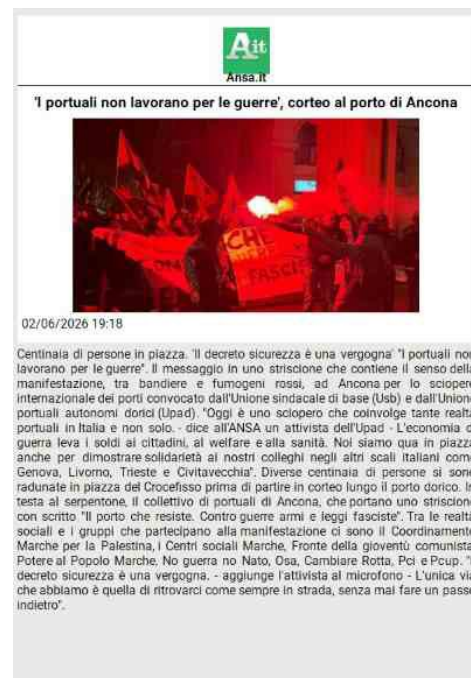 Ait
Ansa.it
'I portuali non lavorano per le guerre', corteo al porto di Ancona
CHE
GUERRE
FASCI
02/06/2026 19:18
Centinaia di persone in piazza. 'Il decreto sicurezza è una vergogna' "I portuali non
lavorano per le guerre". Il messaggio in uno striscione che contiene il senso della
manifestazione, tra bandiere e fumogeni rossi, ad Ancona per lo sciopero
internazionale dei porti convocato dall'Unione sindacale di base (Usb) e dall'Unione
portuali autonomi dorici (Upad). "Oggi è uno sciopero che coinvolge tante realtà
portuali in Italia e non solo. - dice all'ANSA un attivista dell'Upad - L'economia di
guerra leva i soldi ai cittadini, al welfare e alla sanità. Noi siamo qua in piazza
anche per dimostrare solidarietà ai nostri colleghi negli altri scali italiani come
Genova, Livorno, Trieste e Civitavecchia". Diverse centinaia di persone si sono
radunate in piazza del Crocefisso prima di partire in corteo lungo il porto dorico. In
testa al serpentone, il collettivo di portuali di Ancona, che portano uno striscione
con scritto "Il porto che resiste. Contro guerre armi e leggi fasciste". Tra le realtà
sociali e i gruppi che partecipano alla manifestazione ci sono il Coordinamento
Marche per la Palestina, i Centri sociali Marche, Fronte della gioventù comunista,
Potere al Popolo Marche, No guerra no Nato, Osa, Cambiare Rotta, Pci e Pcup. "Il
decreto sicurezza è una vergogna. - aggiunge l'attivista al microfono - L'unica via
che abbiamo è quella di ritrovarci come sempre in strada, senza mai fare un passo
indietro".